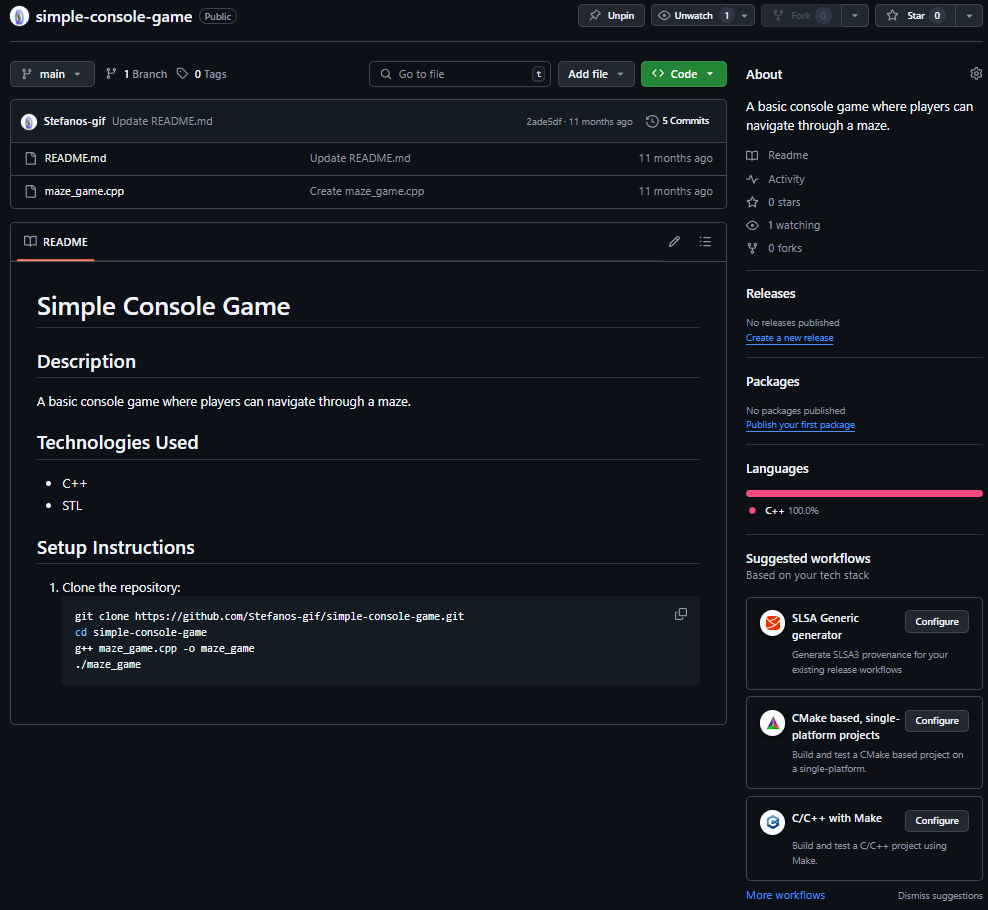 simple-console-game Public
Unpin
Unwatch 1
Fork 0
Star 0
main
1 Branch
0 Tags
Go to file t
Add file
Code
Stefanos-gif Update README.md 2ade5df · 11 months ago 5 Commits
README.md Update README.md 11 months ago
maze_game.cpp Create maze_game.cpp 11 months ago
README
Simple Console Game
Description
A basic console game where players can navigate through a maze.
Technologies Used
C++
STL
Setup Instructions
1. Clone the repository:
git clone https://github.com/Stefanos-gif/simple-console-game.git
cd simple-console-game
g++ maze_game.cpp -o maze_game
./maze_game
About
A basic console game where players can
navigate through a maze.
Readme
Activity
0 stars
1 watching
0 forks
Releases
No releases published
Create a new release
Packages
No packages published
Publish your first package
Languages
C++ 100.0%
Suggested workflows
Based on your tech stack
SLSA Generic
generator
Configure
Generate SLSA3 provenance for your
existing release workflows
CMake based, single-
platform projects
Configure
Build and test a CMake based project on
a single-platform.
C/C++ with Make
Configure
Build and test a C/C++ project using
Make.
More workflows
Dismiss suggestions